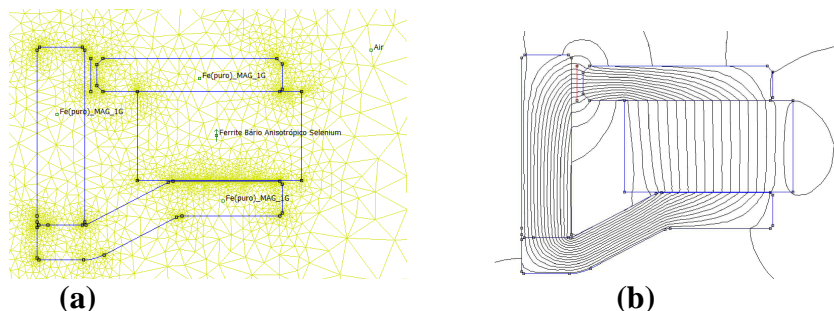 Air
Fe(puro)_MAG_1G
Fe(puro)_MAG_1G
Ferrite Bário Anisotrópico Selenium
Fe(puro)_MAG_1G
(a) (b)